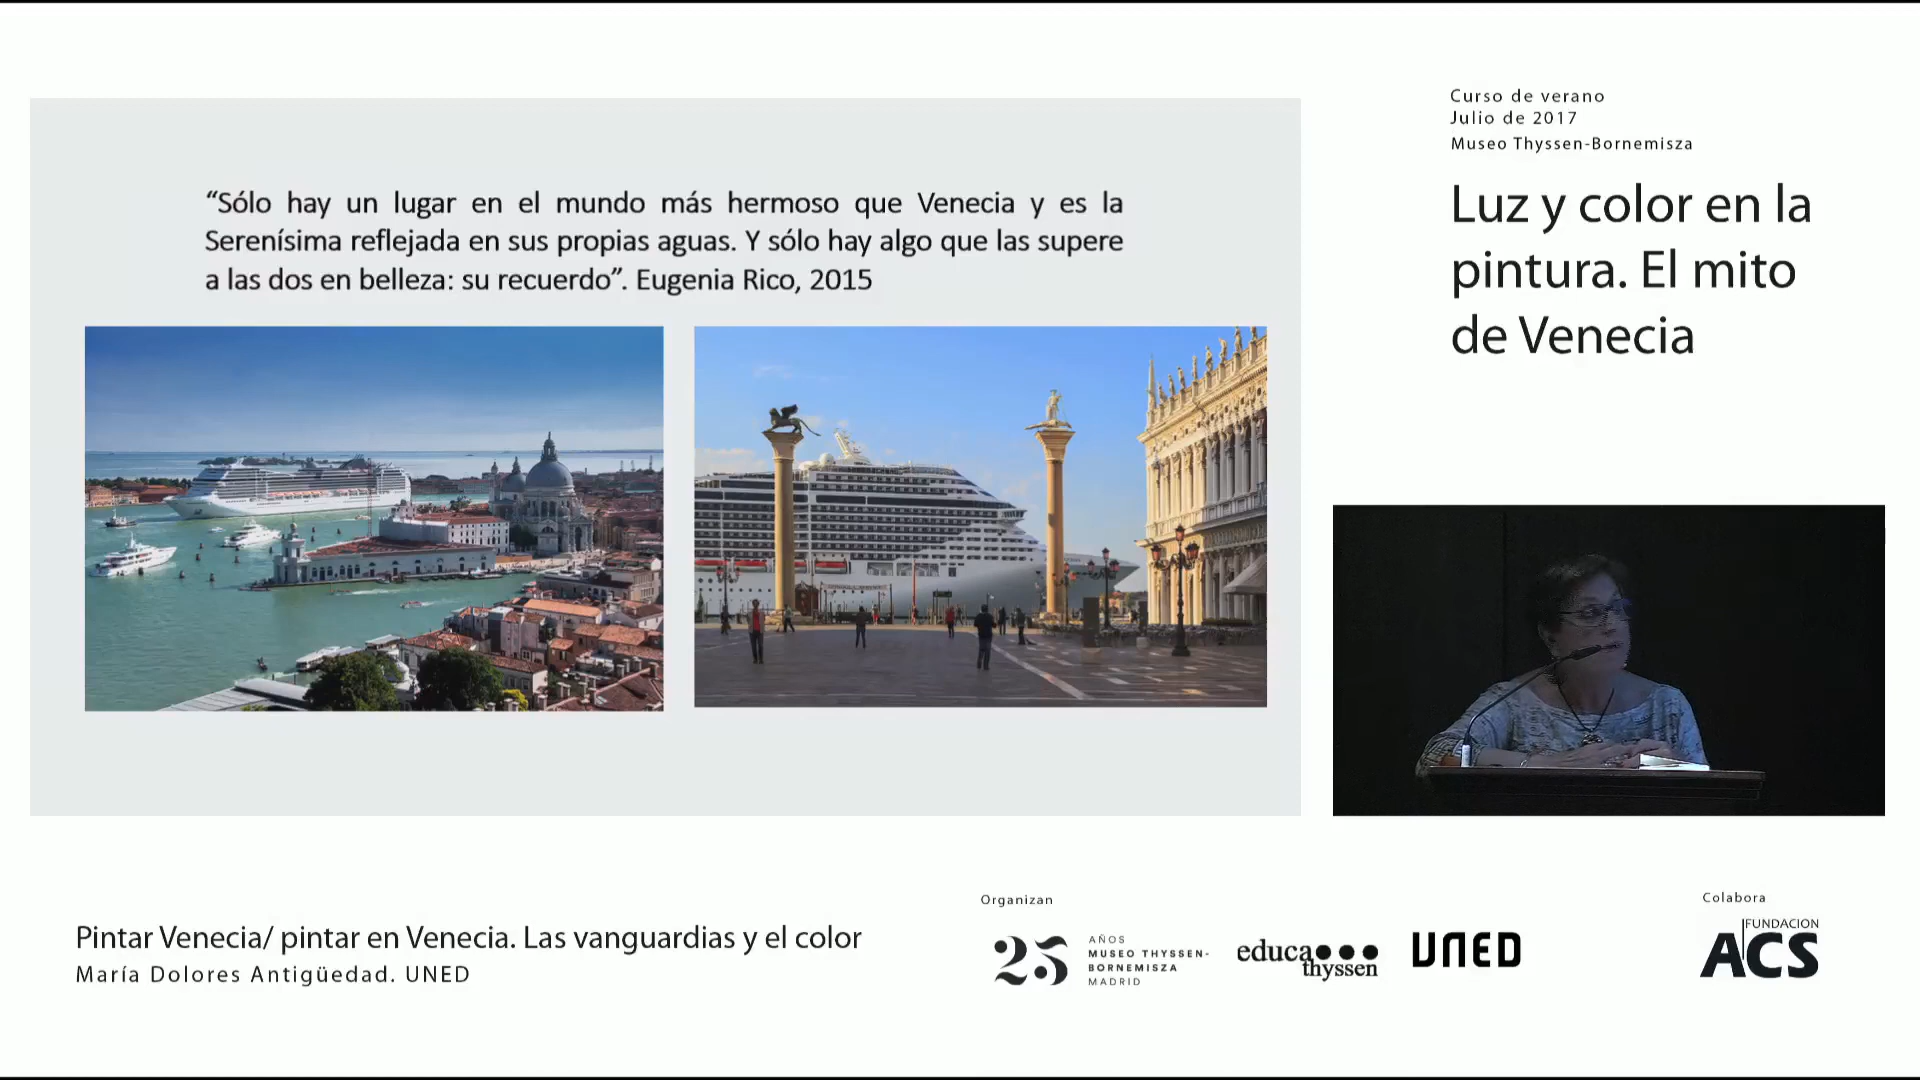 “Sólo hay un lugar en el mundo más hermoso que Venecia y es la
Serenísima reflejada en sus propias aguas. Y sólo hay algo que las supere
a las dos en belleza: su recuerdo”. Eugenia Rico, 2015
Curso de verano
Julio de 2017
Museo Thyssen-Bornemisza
Luz y color en la
pintura. El mito
de Venecia
Pintar Venecia/ pintar en Venecia. Las vanguardias y el color
María Dolores Antigüedad. UNED
Organizan
25
AÑOS
MUSEO THYSSEN-
BORNEMISZA
MADRID
educa
thyssen
UNED
Colabora
FUNDACION
ACS